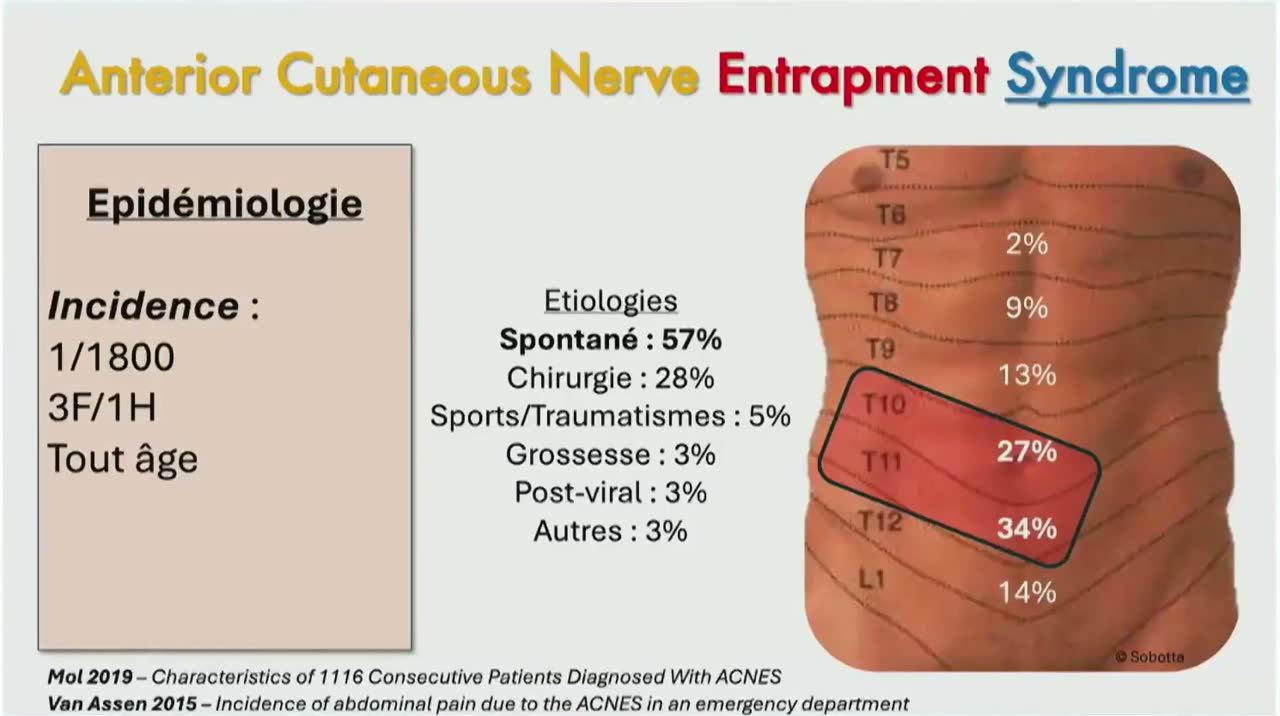 Anterior Cutaneous Nerve Entrapment Syndrome
Epidémiologie
Incidence :
1/1800
3F/1H
Tout âge
Etiologies
Spontané : 57%
Chirurgie : 28%
Sports/Traumatismes : 5%
Grossesse : 3%
Post-viral : 3%
Autres : 3%
T5
T6
2%
T7
T8
9%
T9
13%
T10
27%
T11
T12
34%
L1
14%
© Sobotta
Mol 2019 – Characteristics of 1116 Consecutive Patients Diagnosed With ACNES
Van Assen 2015 – Incidence of abdominal pain due to the ACNES in an emergency department